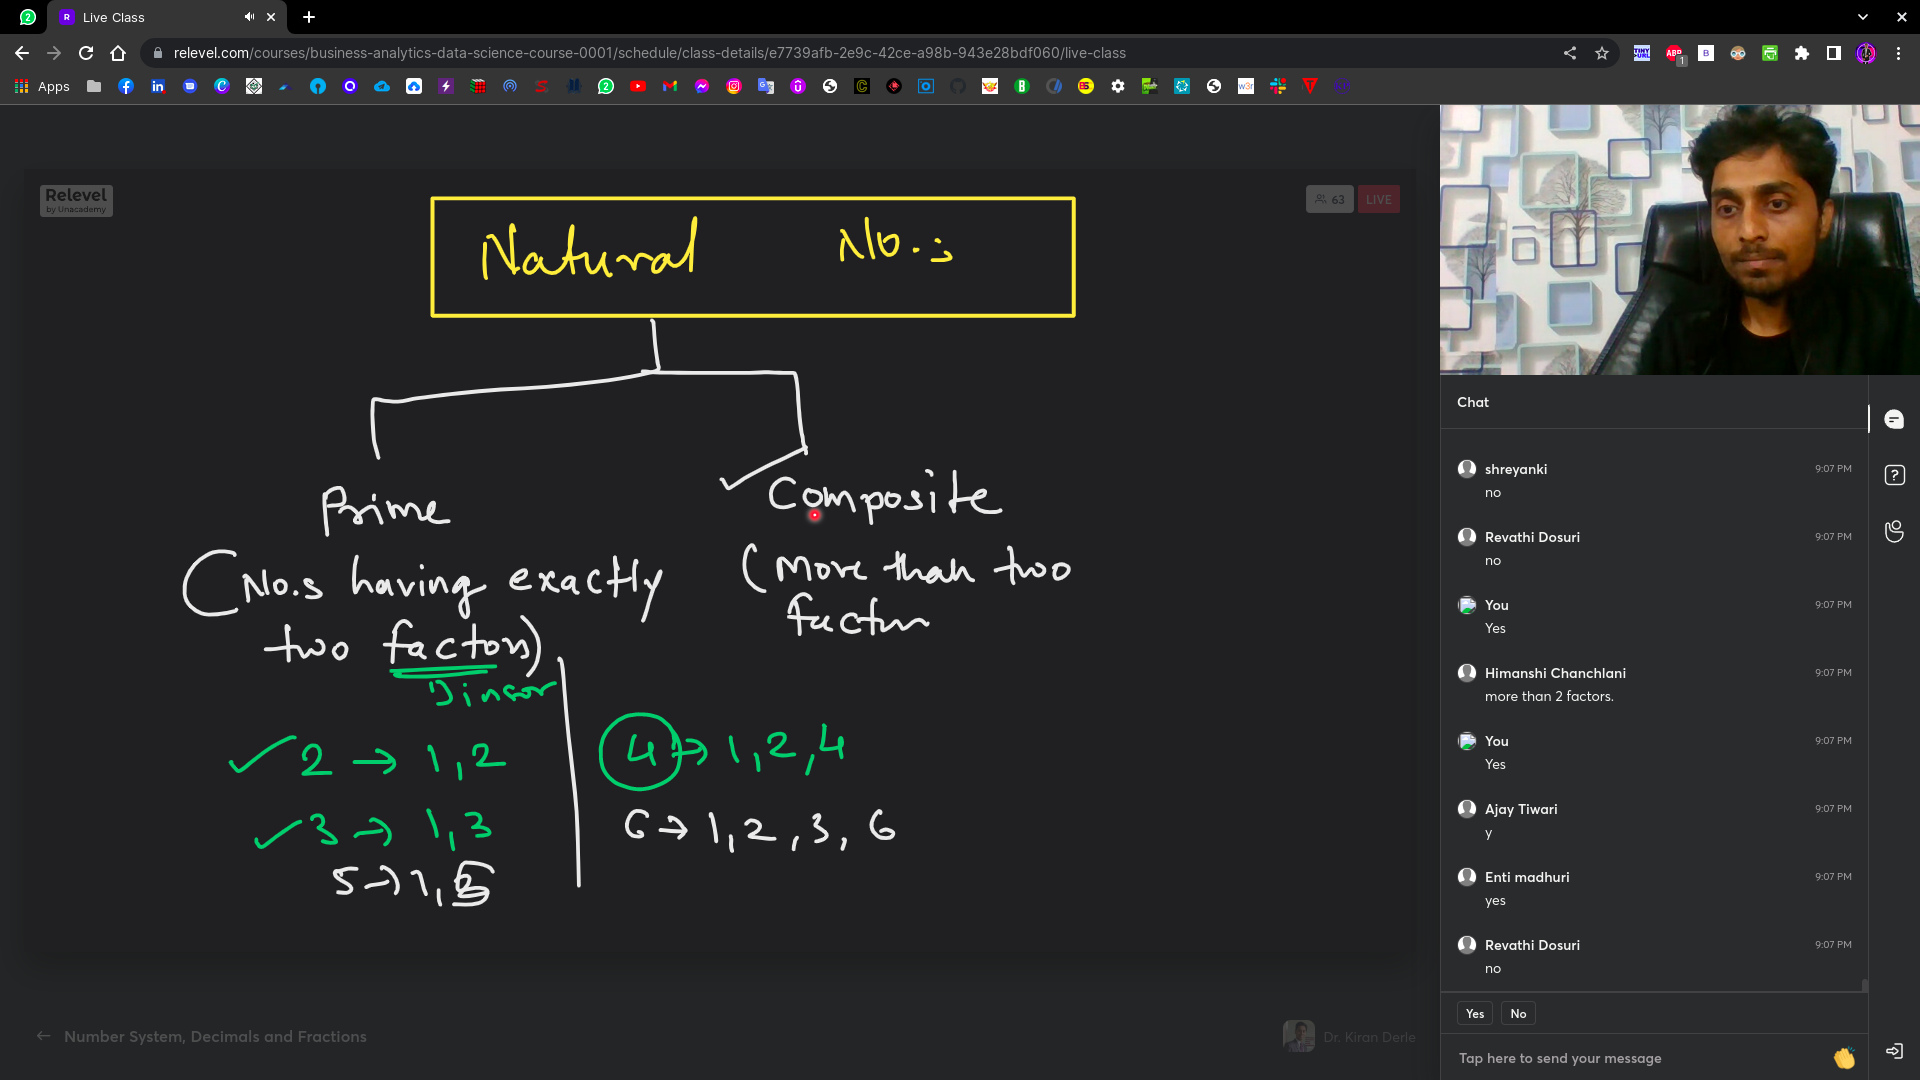 2
R Live Class
relevel.com/courses/business-analytics-data-science-course-0001/schedule/class-details/e7739afb-2e9c-42ce-a98b-943e28bdf060/live-class
1
Apps
Relevel
by Unacademy
63
LIVE
Natural No.s
Prime
Composite
(No.s having exactly
two factors)
(More than two
factors
✓ 2 → 1, 2
✓ 3 → 1, 3
5 → 1, 5
4 → 1, 2, 4
6 → 1, 2, 3, 6
← Number System, Decimals and Fractions
Dr. Kiran Derle
Chat
shreyanki 9:07 PM
no
Revathi Dosuri 9:07 PM
no
You 9:07 PM
Yes
Himanshi Chanchlani 9:07 PM
more than 2 factors.
You 9:07 PM
Yes
Ajay Tiwari 9:07 PM
y
Enti madhuri 9:07 PM
yes
Revathi Dosuri 9:07 PM
no
Yes No
Tap here to send your message